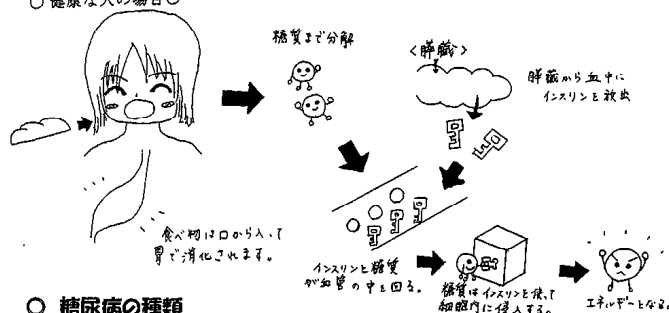 ○ 健康な人の場合○
糖質まで分解
<膵臓>
膵臓から血中に
インスリンを放出
食べ物は口から入って
胃で消化されます。
インスリンと糖質
が血管の中を回る。
糖質はインスリンを使って
細胞内に侵入する。
エネルギーとなる。
○ 糖尿病の種類